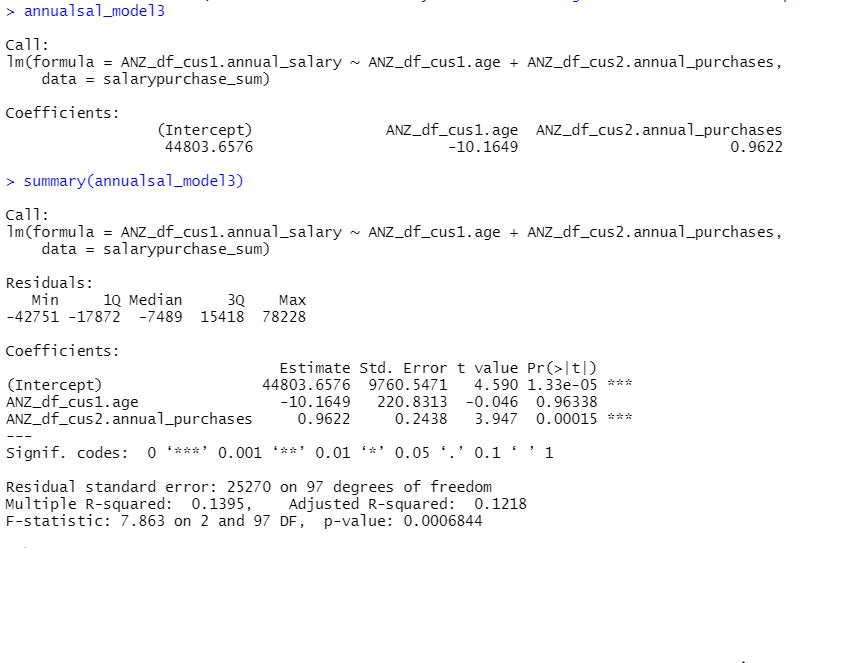 > annualsal_model3
Call:
lm(formula = ANZ_df_cus1.annual_salary ~ ANZ_df_cus1.age + ANZ_df_cus2.annual_purchases,
    data = salarypurchase_sum)
Coefficients:
                 (Intercept)               ANZ_df_cus1.age  ANZ_df_cus2.annual_purchases
                  44803.6576                      -10.1649                        0.9622
> summary(annualsal_model3)
Call:
lm(formula = ANZ_df_cus1.annual_salary ~ ANZ_df_cus1.age + ANZ_df_cus2.annual_purchases,
    data = salarypurchase_sum)
Residuals:
   Min     1Q Median     3Q    Max
-42751 -17872  -7489  15418  78228
Coefficients:
                               Estimate Std. Error t value Pr(>|t|)
(Intercept)                  44803.6576  9760.5471   4.590 1.33e-05 ***
ANZ_df_cus1.age                -10.1649   220.8313  -0.046  0.96338
ANZ_df_cus2.annual_purchases     0.9622     0.2438   3.947  0.00015 ***
---
Signif. codes:  0 ‘***’ 0.001 ‘**’ 0.01 ‘*’ 0.05 ‘.’ 0.1 ‘ ’ 1
Residual standard error: 25270 on 97 degrees of freedom
Multiple R-squared:  0.1395,    Adjusted R-squared:  0.1218
F-statistic: 7.863 on 2 and 97 DF,  p-value: 0.0006844